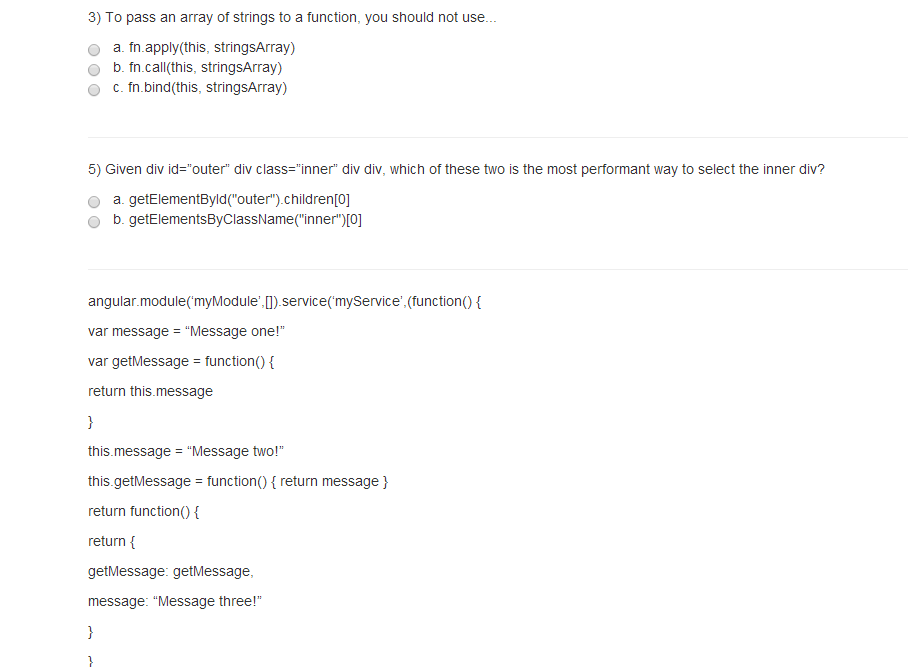 3) To pass an array of strings to a function, you should not use...
a. fn.apply(this, stringsArray)
b. fn.call(this, stringsArray)
c. fn.bind(this, stringsArray)
5) Given div id=”outer” div class=”inner” div div, which of these two is the most performant way to select the inner div?
a. getElementById("outer").children[0]
b. getElementsByClassName("inner")[0]
angular.module(‘myModule’,[]).service(‘myService’,(function() {
var message = “Message one!”
var getMessage = function() {
return this.message
}
this.message = “Message two!”
this.getMessage = function() { return message }
return function() {
return {
getMessage: getMessage,
message: “Message three!”
}
}